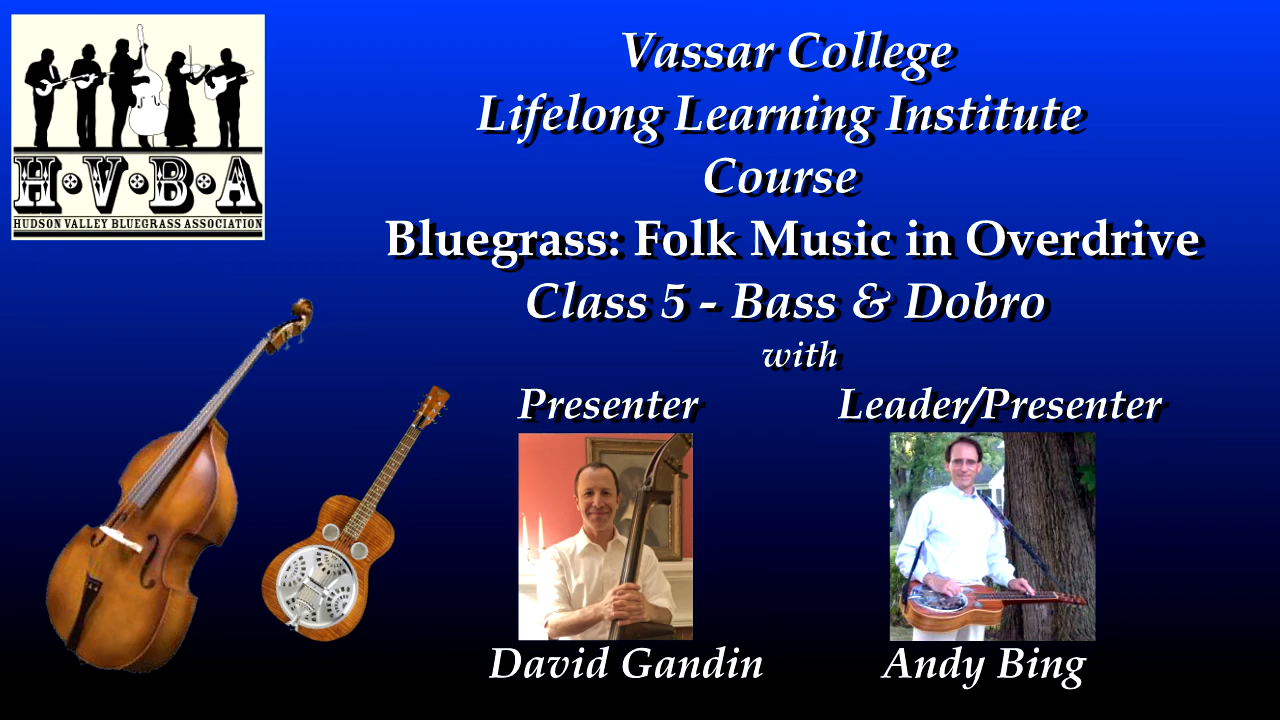 H·V·B·A
HUDSON VALLEY BLUEGRASS ASSOCIATION
Vassar College
Lifelong Learning Institute
Course
Bluegrass: Folk Music in Overdrive
Class 5 - Bass & Dobro
with
Presenter
Leader/Presenter
David Gandin
Andy Bing